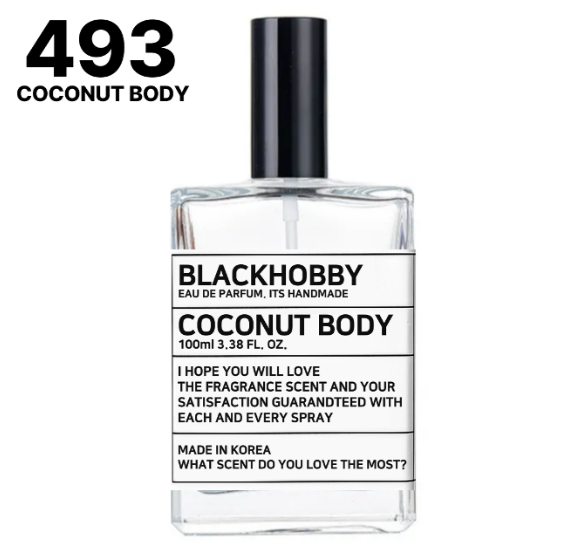 493
COCONUT BODY
BLACKHOBBY
EAU DE PARFUM, ITS HANDMADE
COCONUT BODY
100ml 3.38 FL. OZ.
I HOPE YOU WILL LOVE
THE FRAGRANCE SCENT AND YOUR
SATISFACTION GUARANDTEED WITH
EACH AND EVERY SPRAY
MADE IN KOREA
WHAT SCENT DO YOU LOVE THE MOST?